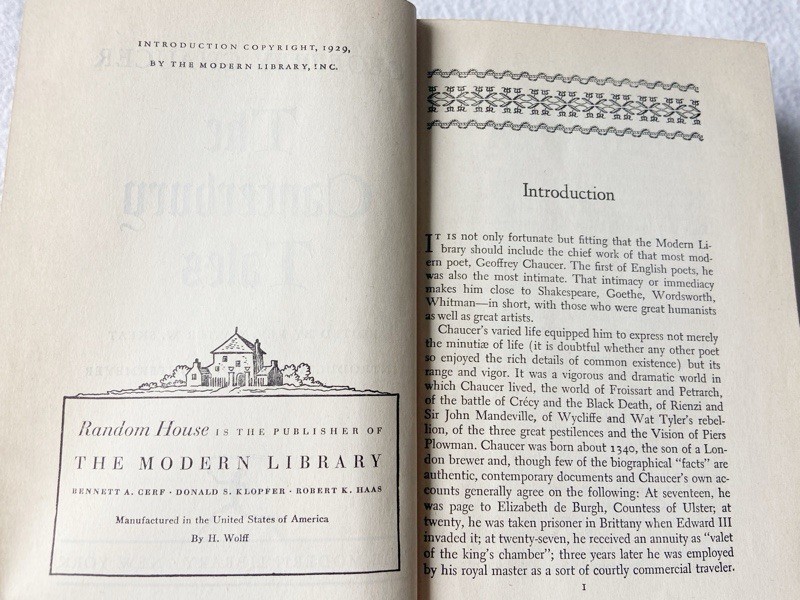 INTRODUCTION COPYRIGHT, 1929,
BY THE MODERN LIBRARY, INC.
Random House IS THE PUBLISHER OF
THE MODERN LIBRARY
BENNETT A. CERF · DONALD S. KLOPFER · ROBERT K. HAAS
Manufactured in the United States of America
By H. Wolff
Introduction
IT IS not only fortunate but fitting that the Modern Li-
brary should include the chief work of that most mod-
ern poet, Geoffrey Chaucer. The first of English poets, he
was also the most intimate. That intimacy or immediacy
makes him close to Shakespeare, Goethe, Wordsworth,
Whitman—in short, with those who were great humanists
as well as great artists.
Chaucer's varied life equipped him to express not merely
the minutiæ of life (it is doubtful whether any other poet
so enjoyed the rich details of common existence) but its
range and vigor. It was a vigorous and dramatic world in
which Chaucer lived, the world of Froissart and Petrarch,
of the battle of Crécy and the Black Death, of Rienzi and
Sir John Mandeville, of Wycliffe and Wat Tyler's rebel-
lion, of the three great pestilences and the Vision of Piers
Plowman. Chaucer was born about 1340, the son of a Lon-
don brewer and, though few of the biographical "facts" are
authentic, contemporary documents and Chaucer's own ac-
counts generally agree on the following: At seventeen, he
was page to Elizabeth de Burgh, Countess of Ulster; at
twenty, he was taken prisoner in Brittany when Edward III
invaded it; at twenty-seven, he received an annuity as "valet
of the king's chamber"; three years later he was employed
by his royal master as a sort of courtly commercial traveler.
1